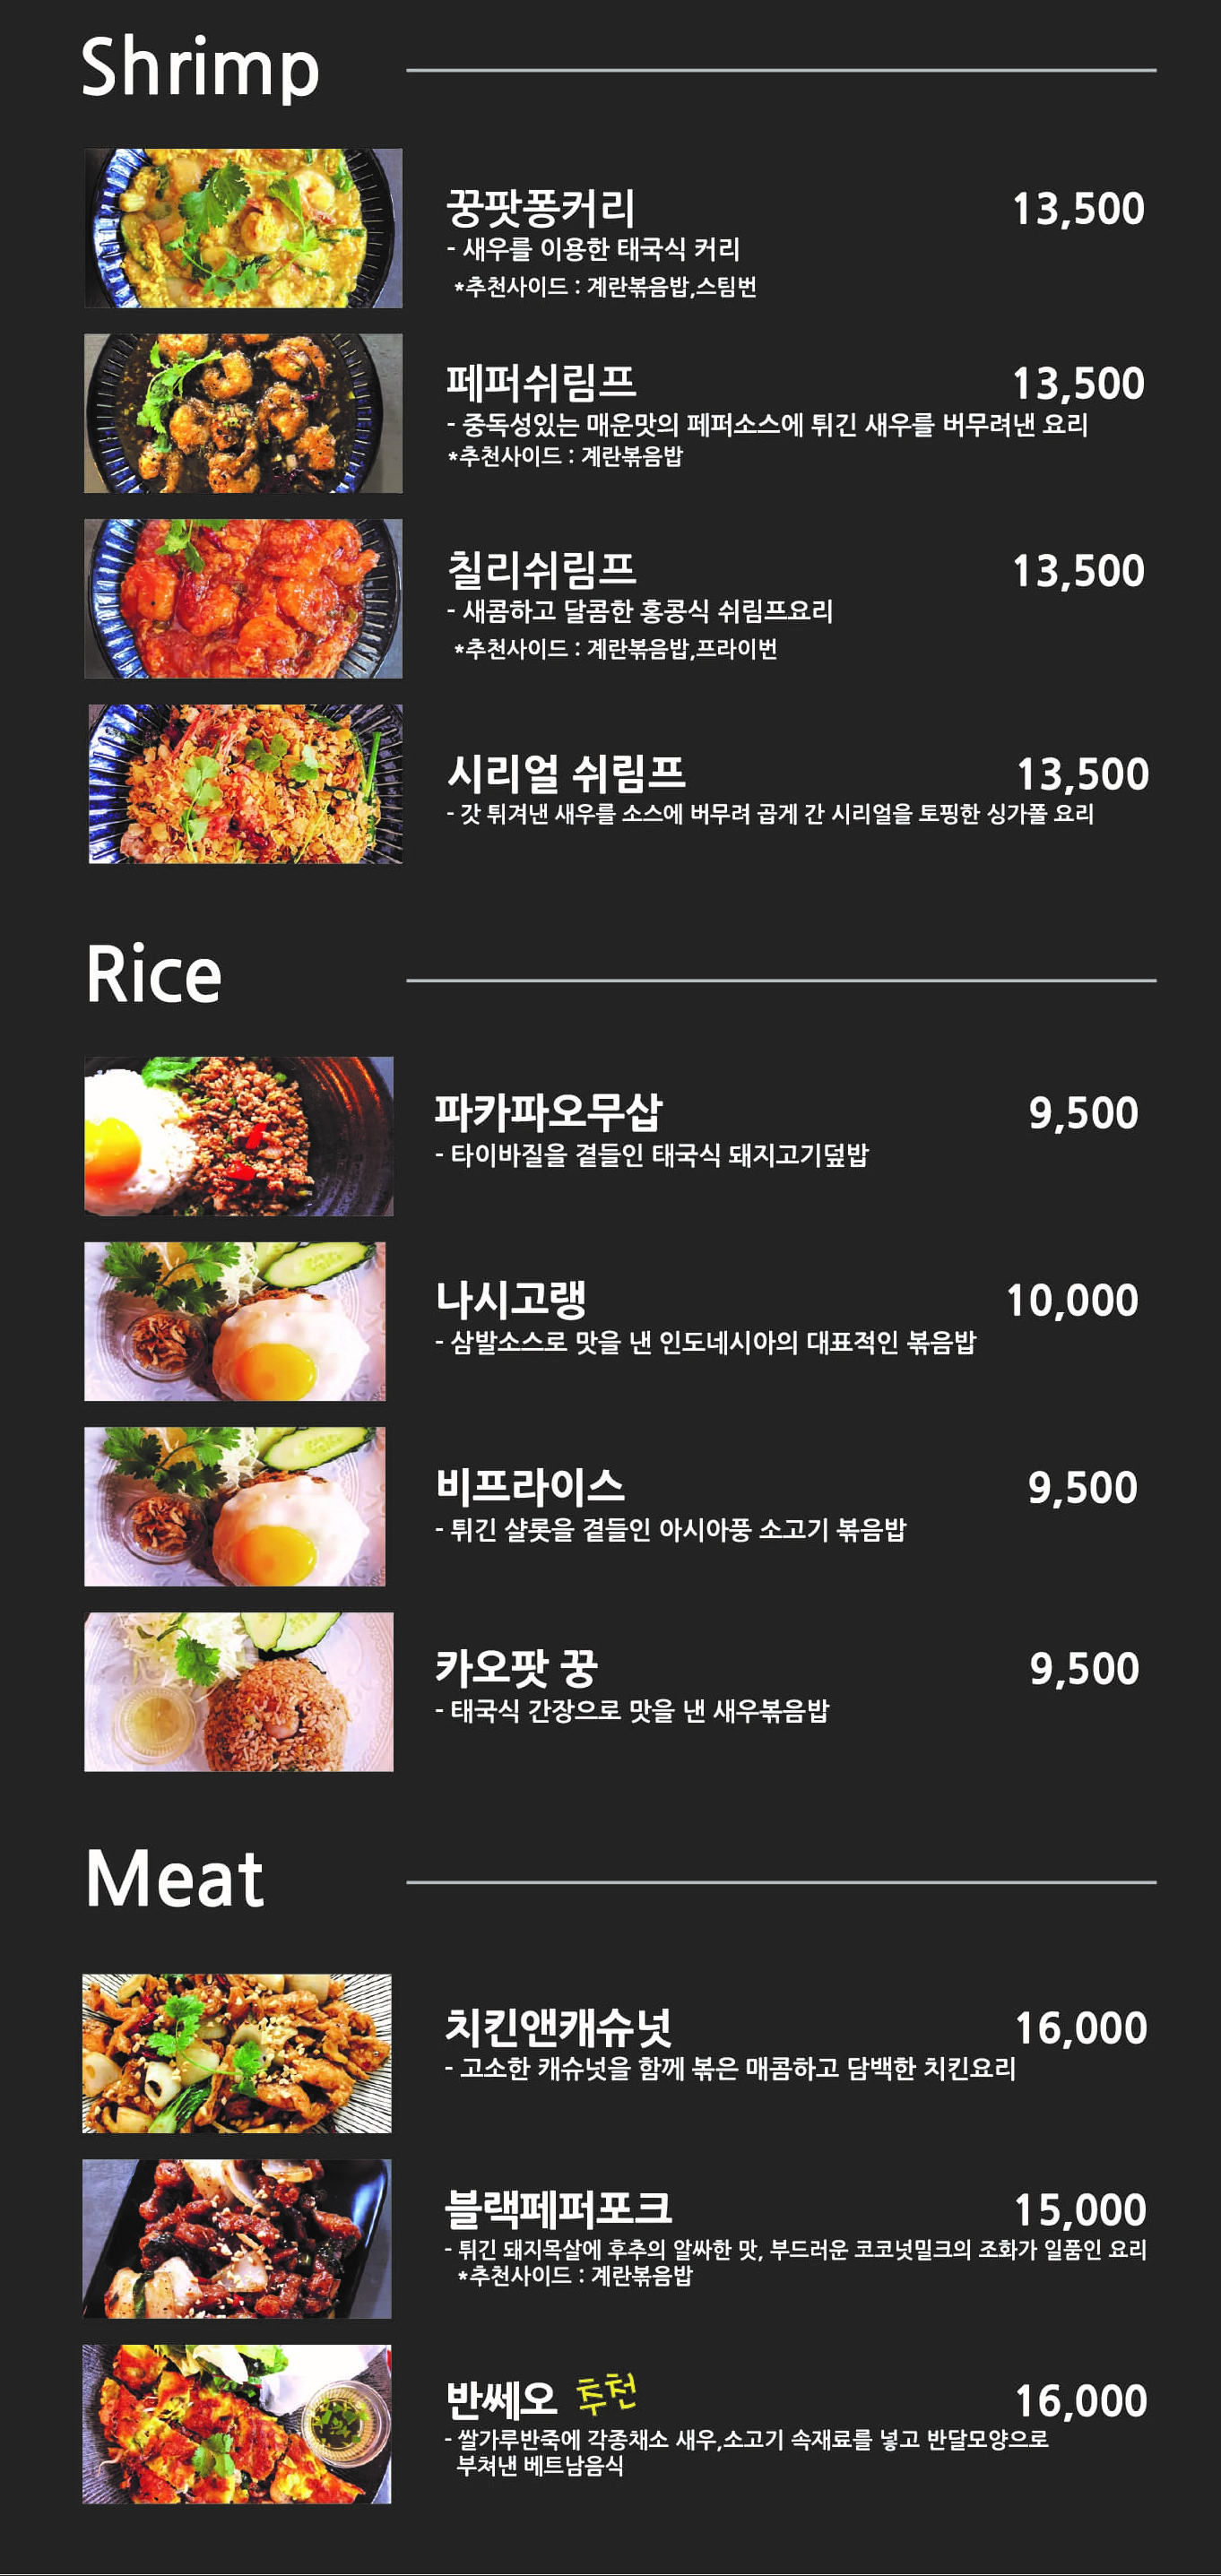 Shrimp
꿍팟퐁커리 13,500
- 새우를 이용한 태국식 커리
*추천사이드 : 계란볶음밥,스팀번
페퍼쉬림프 13,500
- 중독성있는 매운맛의 페퍼소스에 튀긴 새우를 버무려낸 요리
*추천사이드 : 계란볶음밥
칠리쉬림프 13,500
- 새콤하고 달콤한 홍콩식 쉬림프요리
*추천사이드 : 계란볶음밥,프라이번
시리얼 쉬림프 13,500
- 갓 튀겨낸 새우를 소스에 버무려 곱게 간 시리얼을 토핑한 싱가폴 요리
Rice
파카파오무삽 9,500
- 타이바질을 곁들인 태국식 돼지고기덮밥
나시고랭 10,000
- 삼발소스로 맛을 낸 인도네시아의 대표적인 볶음밥
비프라이스 9,500
- 튀긴 샬롯을 곁들인 아시아풍 소고기 볶음밥
카오팟 꿍 9,500
- 태국식 간장으로 맛을 낸 새우볶음밥
Meat
치킨앤캐슈넛 16,000
- 고소한 캐슈넛을 함께 볶은 매콤하고 담백한 치킨요리
블랙페퍼포크 15,000
- 튀긴 돼지목살에 후추의 알싸한 맛, 부드러운 코코넛밀크의 조화가 일품인 요리
*추천사이드 : 계란볶음밥
반쎄오 추천 16,000
- 쌀가루반죽에 각종채소 새우,소고기 속재료를 넣고 반달모양으로
부쳐낸 베트남음식